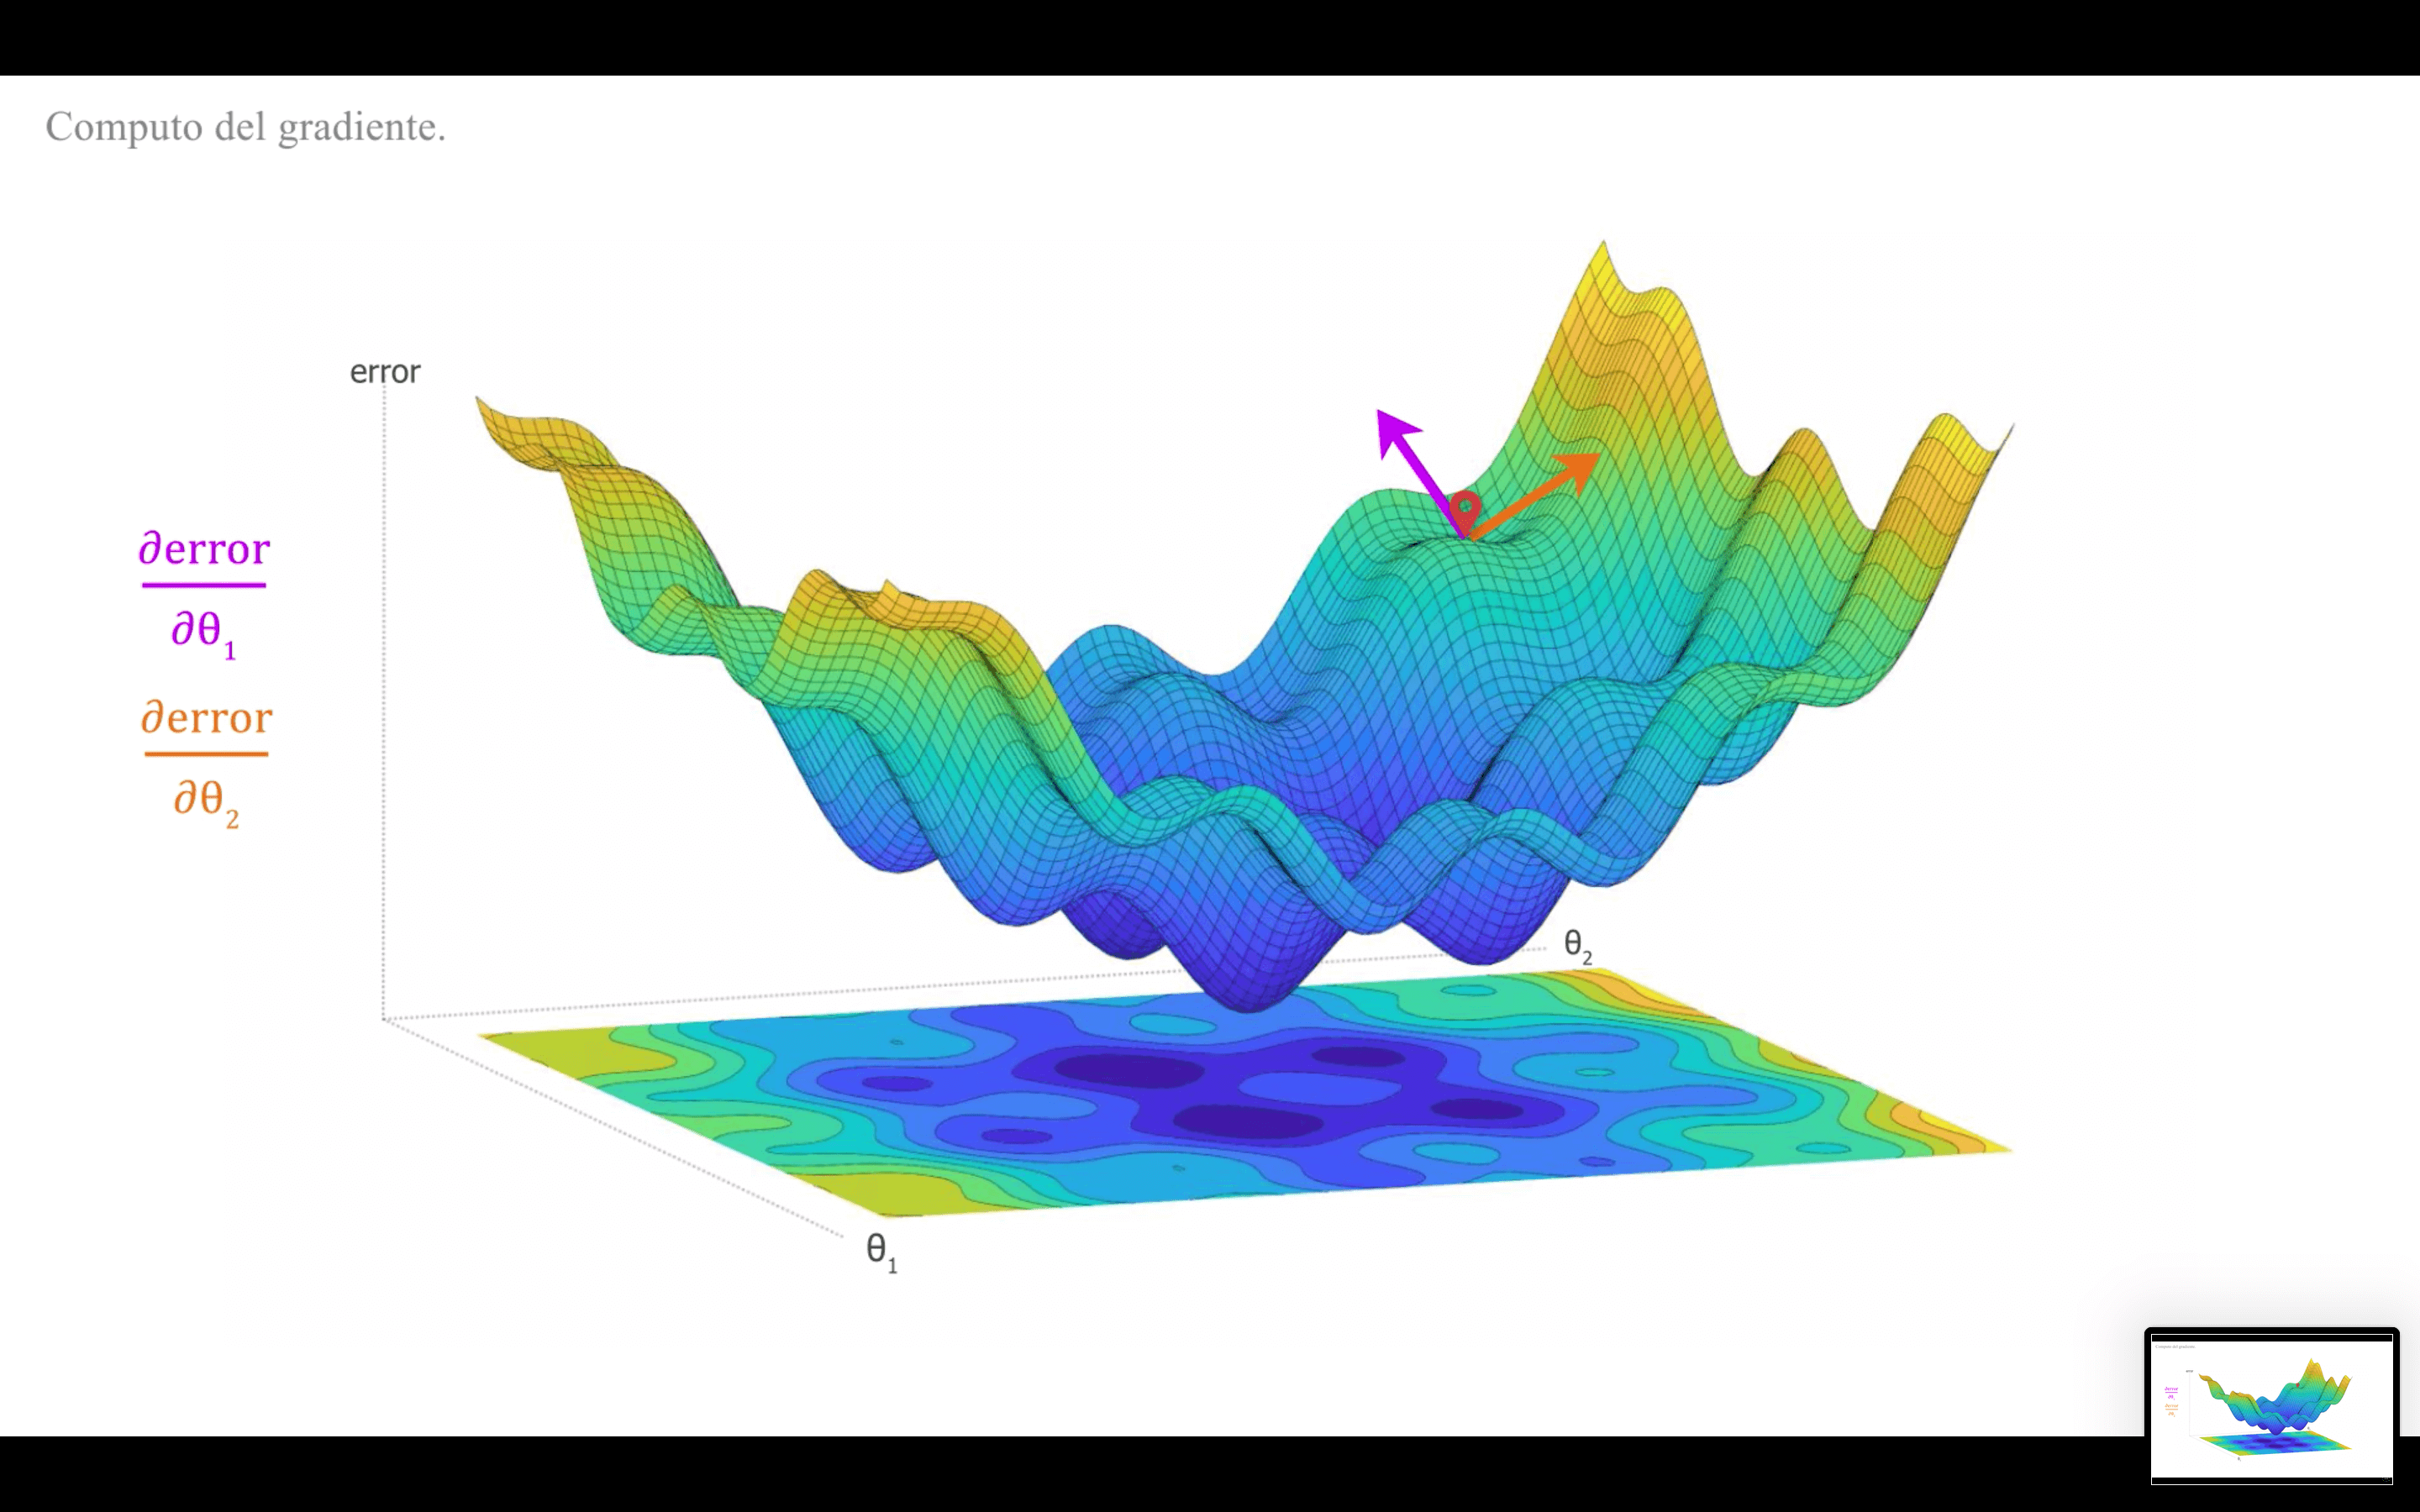 Computo del gradiente.
error
∂error
∂θ1
∂error
∂θ2
θ2
θ1